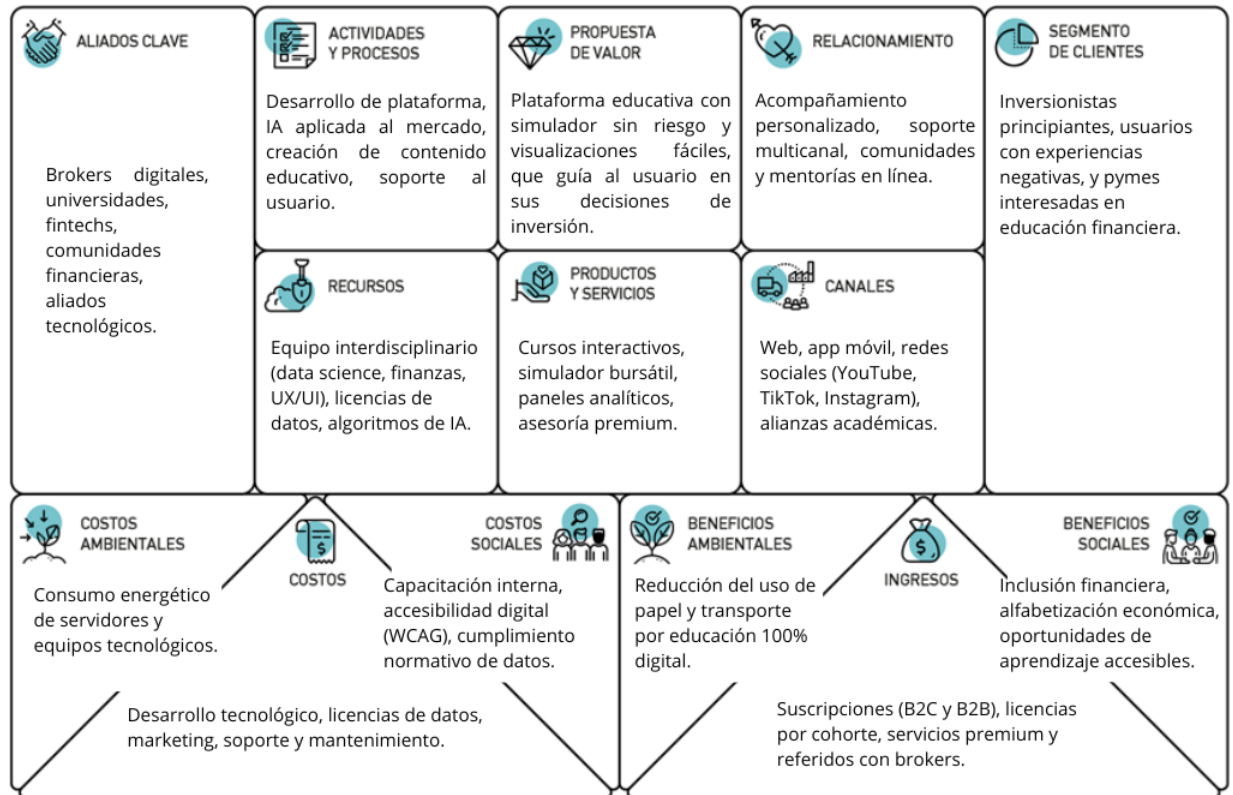 ALIADOS CLAVE
Brokers digitales,
universidades,
fintechs,
comunidades
financieras,
aliados
tecnológicos.
ACTIVIDADES
Y PROCESOS
Desarrollo de plataforma,
IA aplicada al mercado,
creación de contenido
educativo, soporte al
usuario.
RECURSOS
Equipo interdisciplinario
(data science, finanzas,
UX/UI), licencias de
datos, algoritmos de IA.
PROPUESTA
DE VALOR
Plataforma educativa con
simulador sin riesgo y
visualizaciones fáciles,
que guía al usuario en
sus decisiones de
inversión.
PRODUCTOS
Y SERVICIOS
Cursos interactivos,
simulador bursátil,
paneles analíticos,
asesoría premium.
RELACIONAMIENTO
Acompañamiento
personalizado, soporte
multicanal, comunidades
y mentorías en línea.
CANALES
Web, app móvil, redes
sociales (YouTube,
TikTok, Instagram),
alianzas académicas.
SEGMENTO
DE CLIENTES
Inversionistas
principiantes, usuarios
con experiencias
negativas, y pymes
interesadas en
educación financiera.
COSTOS
AMBIENTALES
Consumo energético
de servidores y
equipos tecnológicos.
$
COSTOS
Desarrollo tecnológico, licencias de datos,
marketing, soporte y mantenimiento.
COSTOS
SOCIALES
Capacitación interna,
accesibilidad digital
(WCAG), cumplimiento
normativo de datos.
BENEFICIOS
AMBIENTALES
Reducción del uso de
papel y transporte
por educación 100%
digital.
$
INGRESOS
Suscripciones (B2C y B2B), licencias
por cohorte, servicios premium y
referidos con brokers.
BENEFICIOS
SOCIALES
Inclusión financiera,
alfabetización económica,
oportunidades de
aprendizaje accesibles.